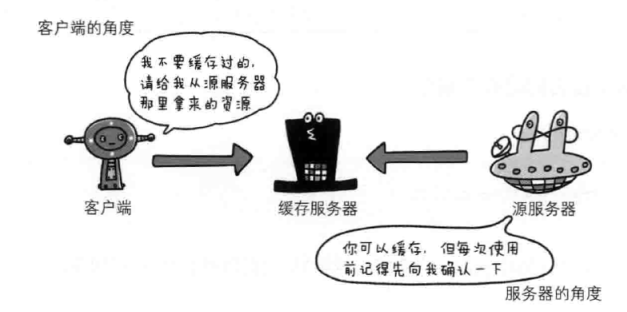 客户端的角度
我不要缓存过的，
请给我从源服务器
那里拿来的资源
客户端
缓存服务器
源服务器
你可以缓存，但每次使用
前记得先向我确认一下
服务器的角度